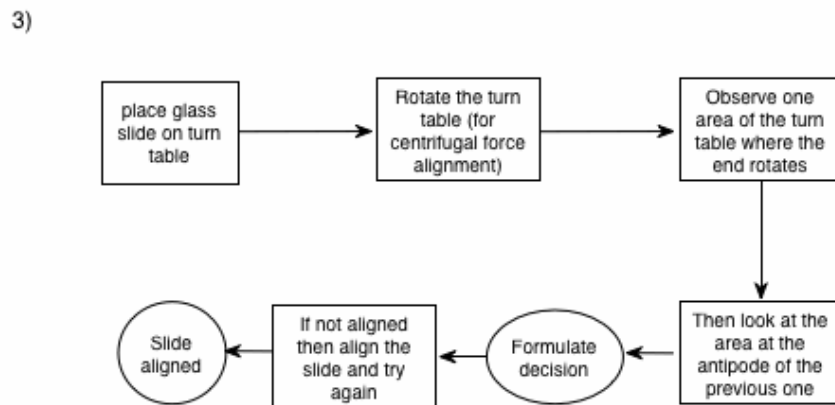 3)
place glass
slide on turn
table
Rotate the turn
table (for
centrifugal force
alignment)
Observe one
area of the turn
table where the
end rotates
Then look at the
area at the
antipode of the
previous one
Formulate
decision
If not aligned
then align the
slide and try
again
Slide
aligned